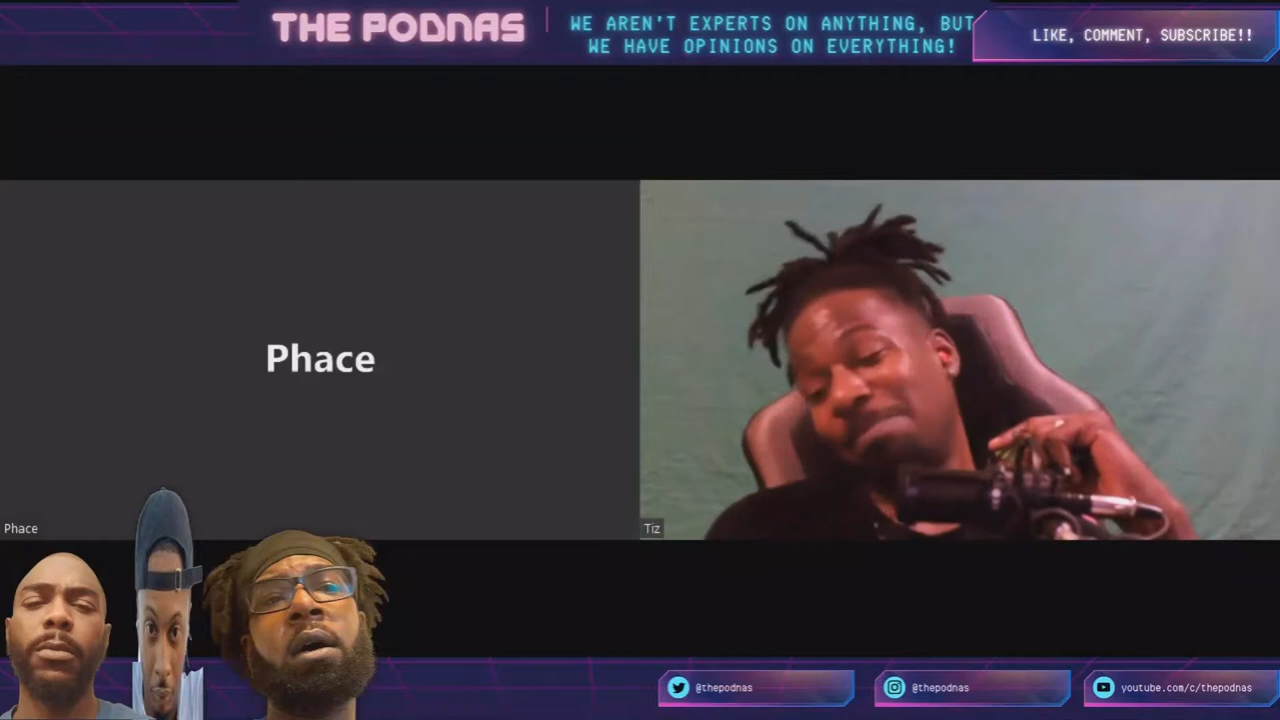 THE PODNAS
WE AREN'T EXPERTS ON ANYTHING, BUT
WE HAVE OPINIONS ON EVERYTHING!
LIKE, COMMENT, SUBSCRIBE!!
Phace
Phace
Tiz
@thepodnas
@thepodnas
youtube.com/c/thepodnas